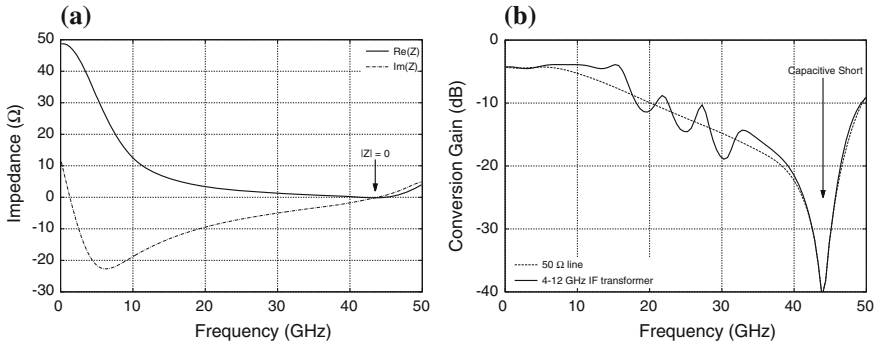 (a)
50
40
30
20
10
0
-10
-20
-30
Impedance (Ω)
Re(Z)
Im(Z)
|Z| = 0
0
10
20
30
40
50
Frequency (GHz)
(b)
0
-10
-20
-30
-40
Conversion Gain (dB)
Capacitive Short
50 Ω line
4-12 GHz IF transformer
0
10
20
30
40
50
Frequency (GHz)